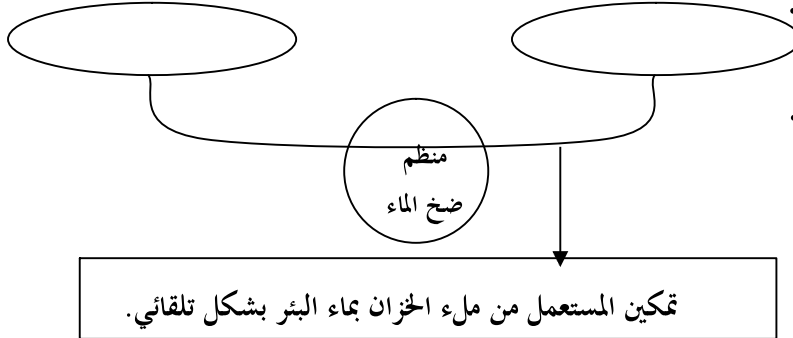 منظم
ضخ الماء
تمكين المستعمل من ملء الخزان بماء البئر بشكل تلقائي.